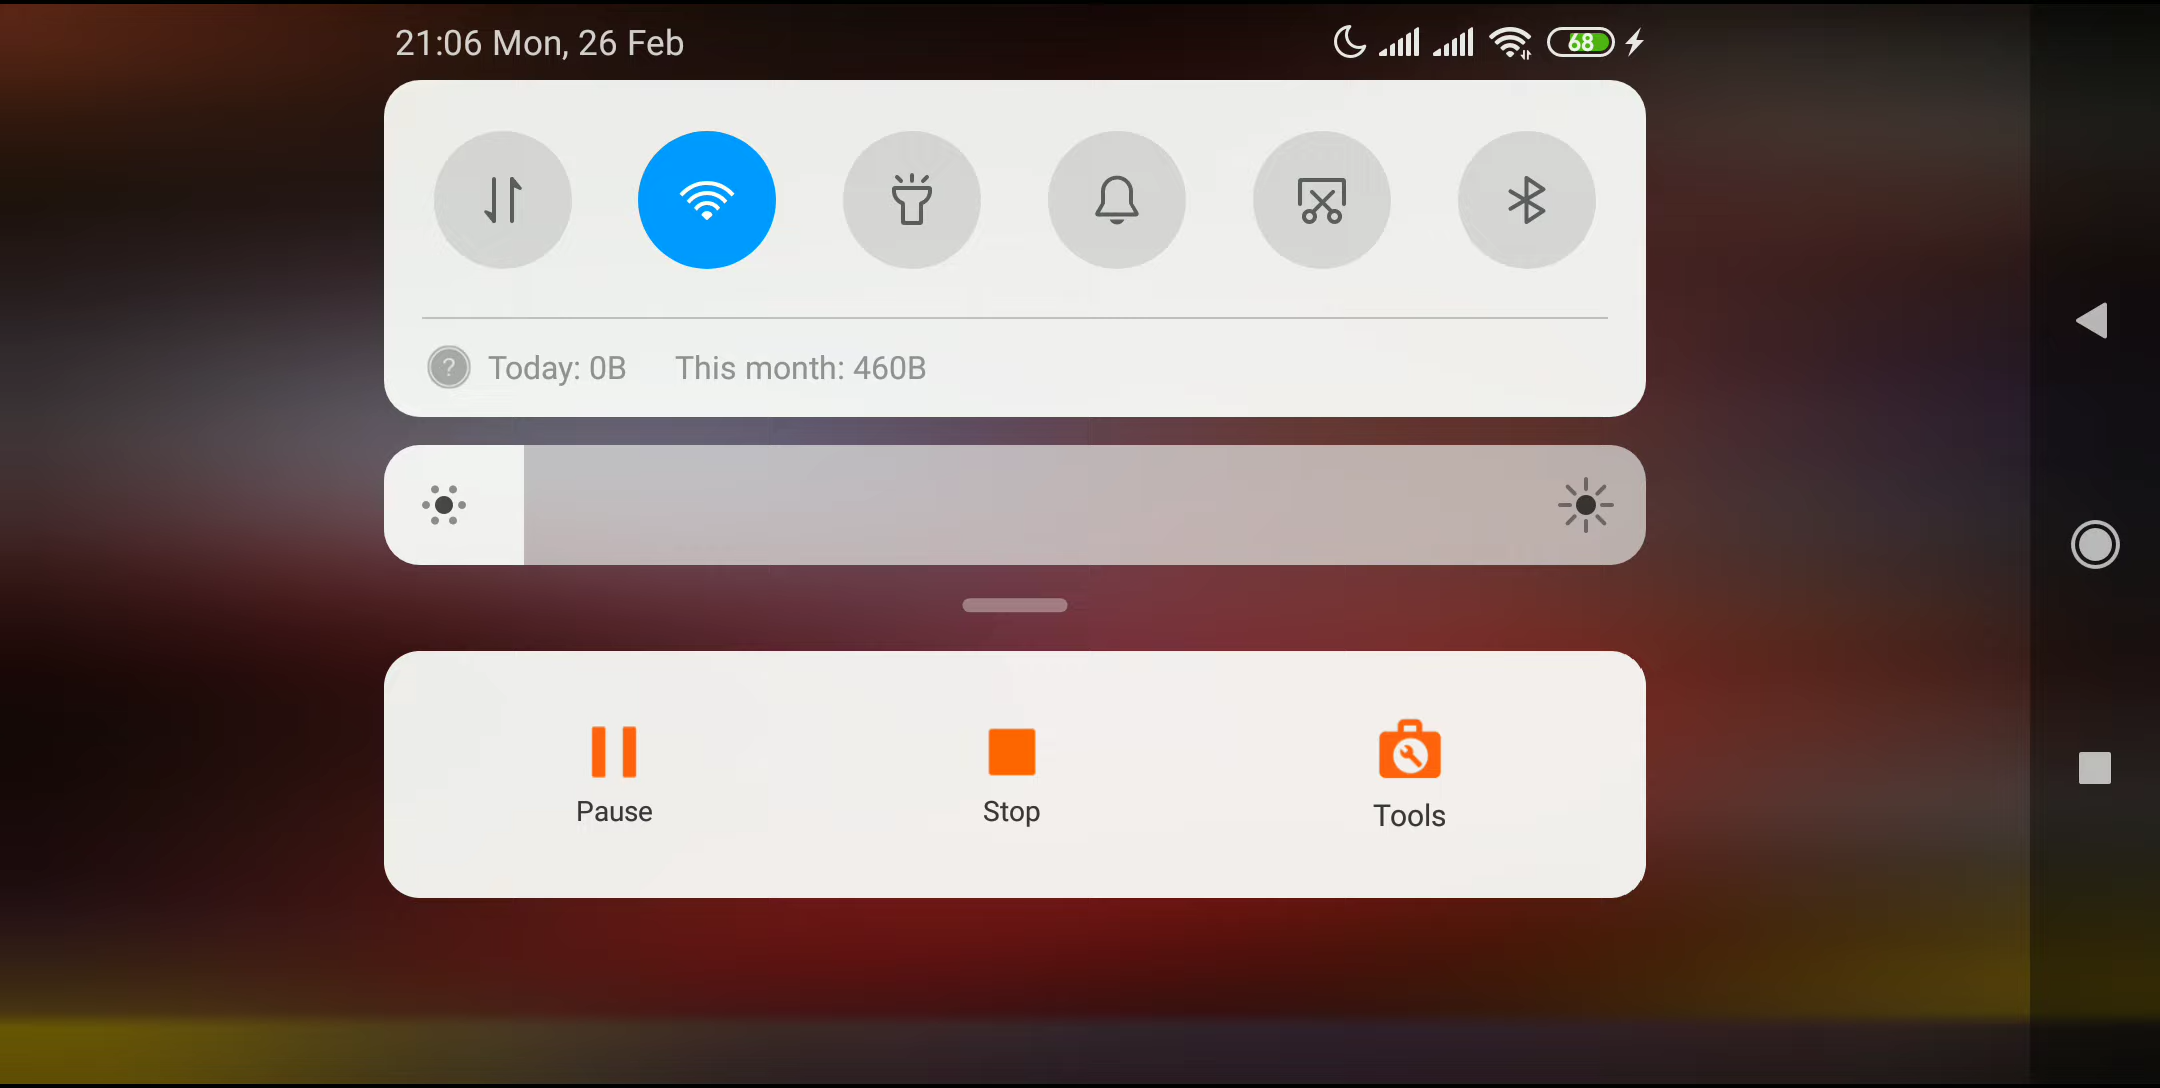 21:06 Mon, 26 Feb
68
? Today: 0B This month: 460B
Pause
Stop
Tools